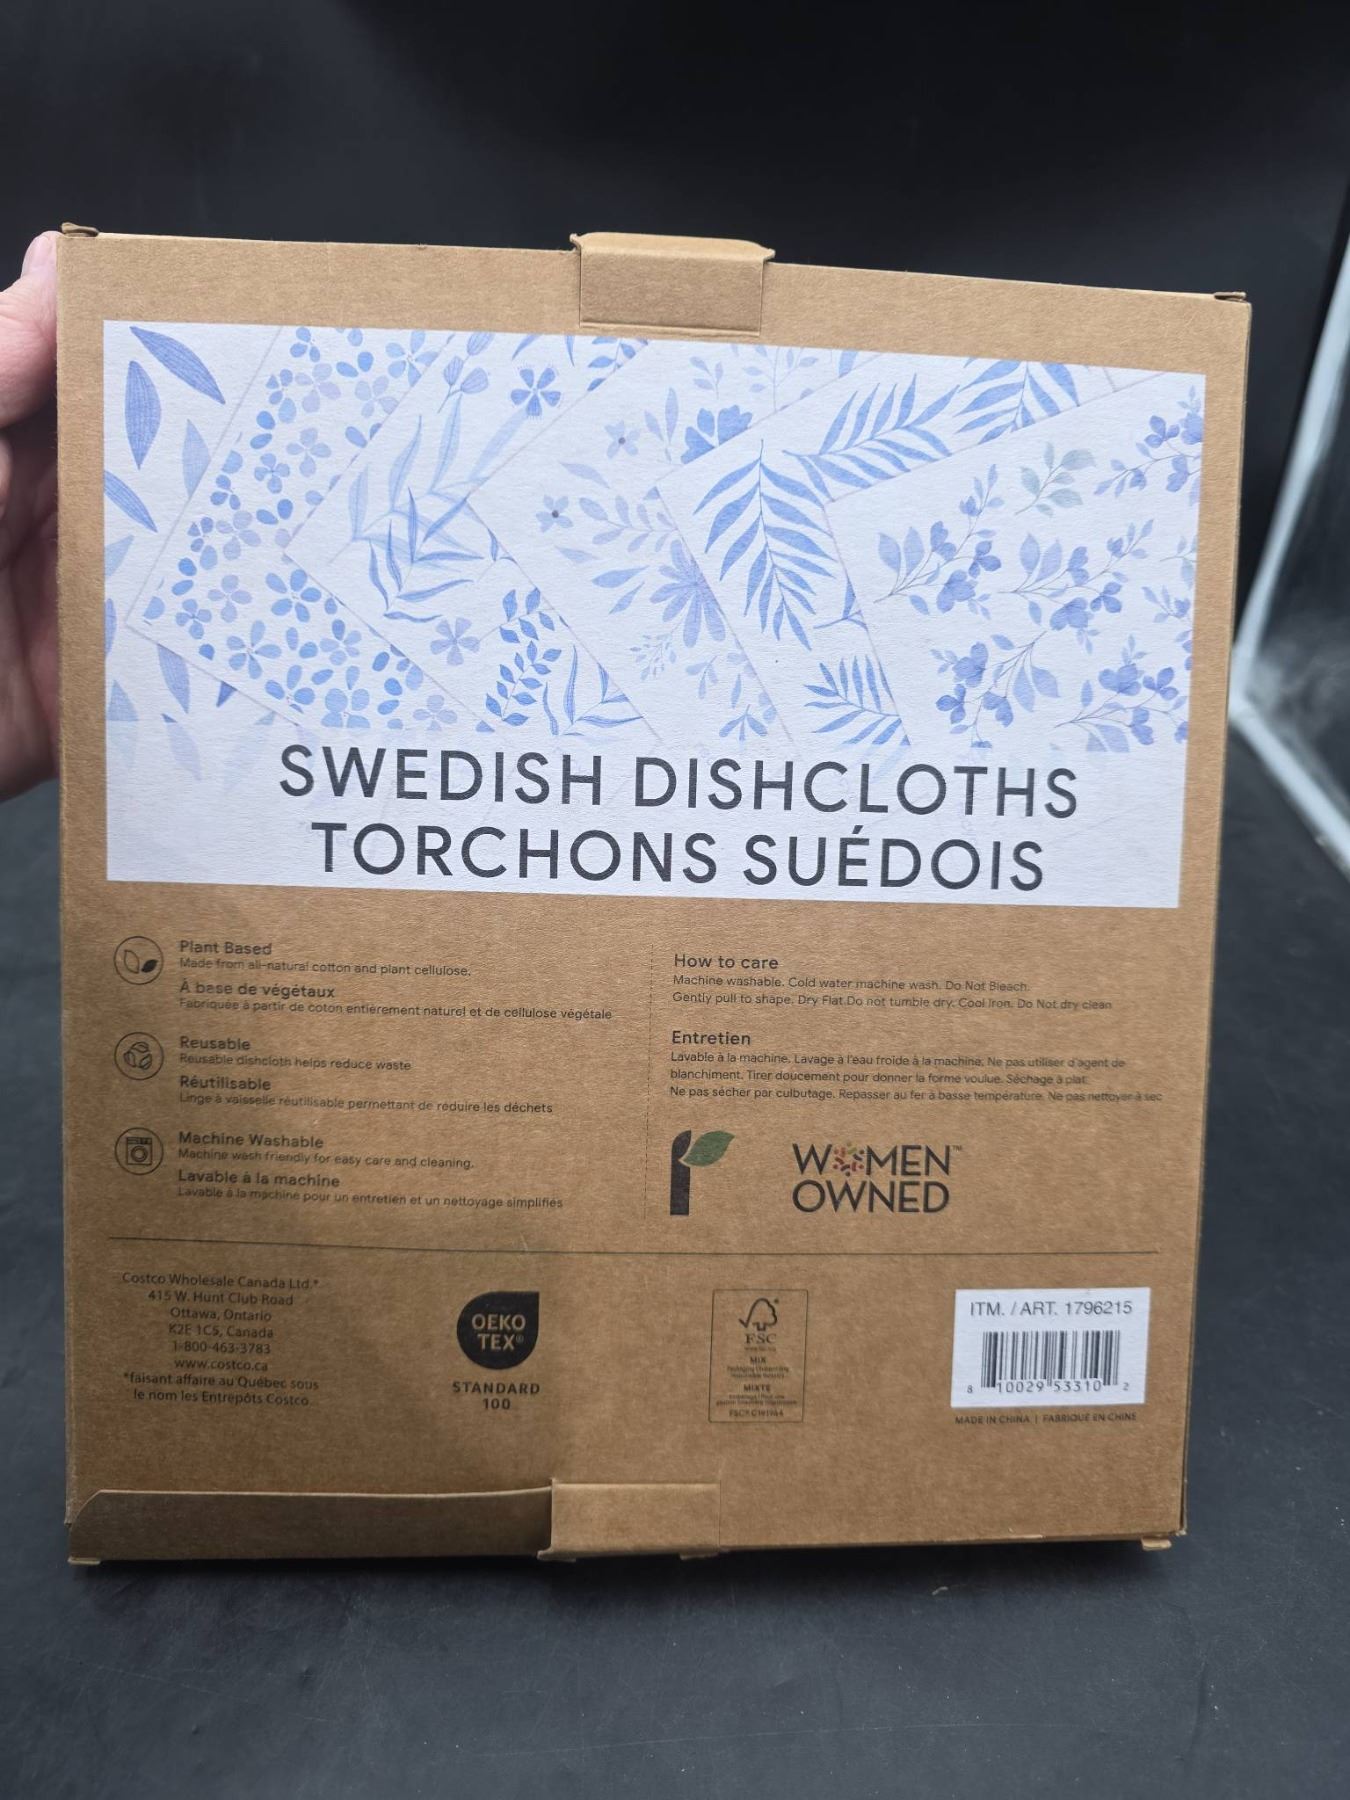 SWEDISH DISHCLOTHS
TORCHONS SUÉDOIS
Plant Based
Made from all-natural cotton and plant cellulose.
À base de végétaux
Fabriquée à partir de coton entièrement naturel et de cellulose végétale
Reusable
Reusable dishcloth helps reduce waste
Réutilisable
Linge à vaisselle réutilisable permettant de réduire les déchets
Machine Washable
Machine wash friendly for easy care and cleaning.
Lavable à la machine
Lavable à la machine pour un entretien et un nettoyage simplifiés
How to care
Machine washable. Cold water machine wash. Do Not Bleach.
Gently pull to shape. Dry Flat.Do not tumble dry. Cool Iron. Do Not dry clean
Entretien
Lavable à la machine. Lavage à l'eau froide à la machine. Ne pas utiliser d'agent de
blanchiment. Tirer doucement pour donner la forme voulue. Séchage à plat.
Ne pas sécher par culbutage. Repasser au fer à basse température. Ne pas nettoyer à sec
WOMEN™
OWNED
Costco Wholesale Canada Ltd.*
415 W. Hunt Club Road
Ottawa, Ontario
K2E 1C5, Canada
1-800-463-3783
www.costco.ca
*faisant affaire au Québec sous
le nom les Entrepôts Costco
OEKO
TEX®
STANDARD
100
FSC
MIX
MIXTE
ITM. / ART. 1796215
8 10029 53310 2
MADE IN CHINA | FABRIQUÉ EN CHINE